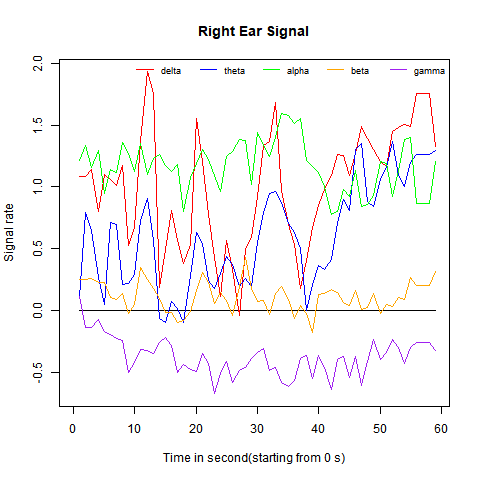 Right Ear Signal
delta theta alpha beta gamma
Signal rate
2.0
1.5
1.0
0.5
0.0
-0.5
0 10 20 30 40 50 60
Time in second(starting from 0 s)